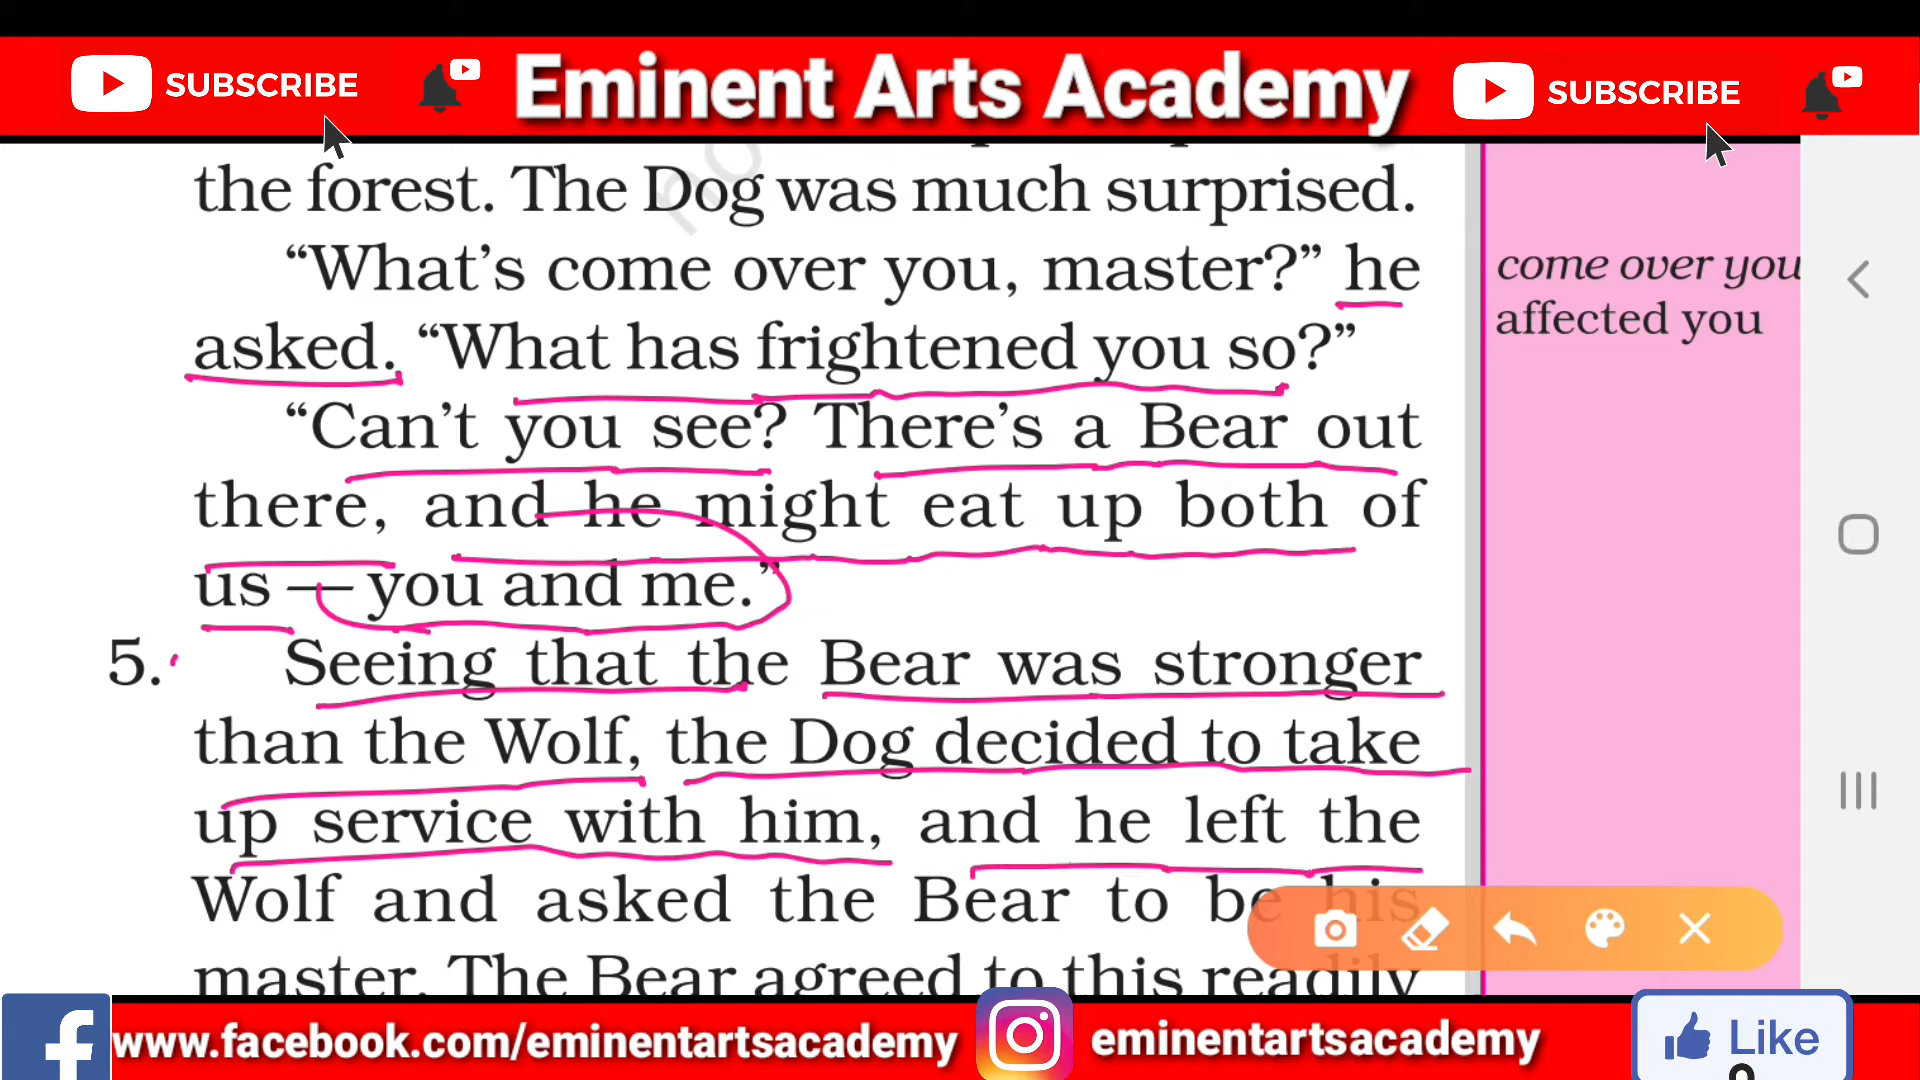 SUBSCRIBE
Eminent Arts Academy
SUBSCRIBE
the forest. The Dog was much surprised.
“What’s come over you, master?” he
asked. “What has frightened you so?”
“Can’t you see? There’s a Bear out
there, and he might eat up both of
us — you and me.”
5. Seeing that the Bear was stronger
than the Wolf, the Dog decided to take
up service with him, and he left the
Wolf and asked the Bear to be his
master. The Bear agreed to this readily
come over you
affected you
www.facebook.com/eminentartsacademy
eminentartsacademy
Like